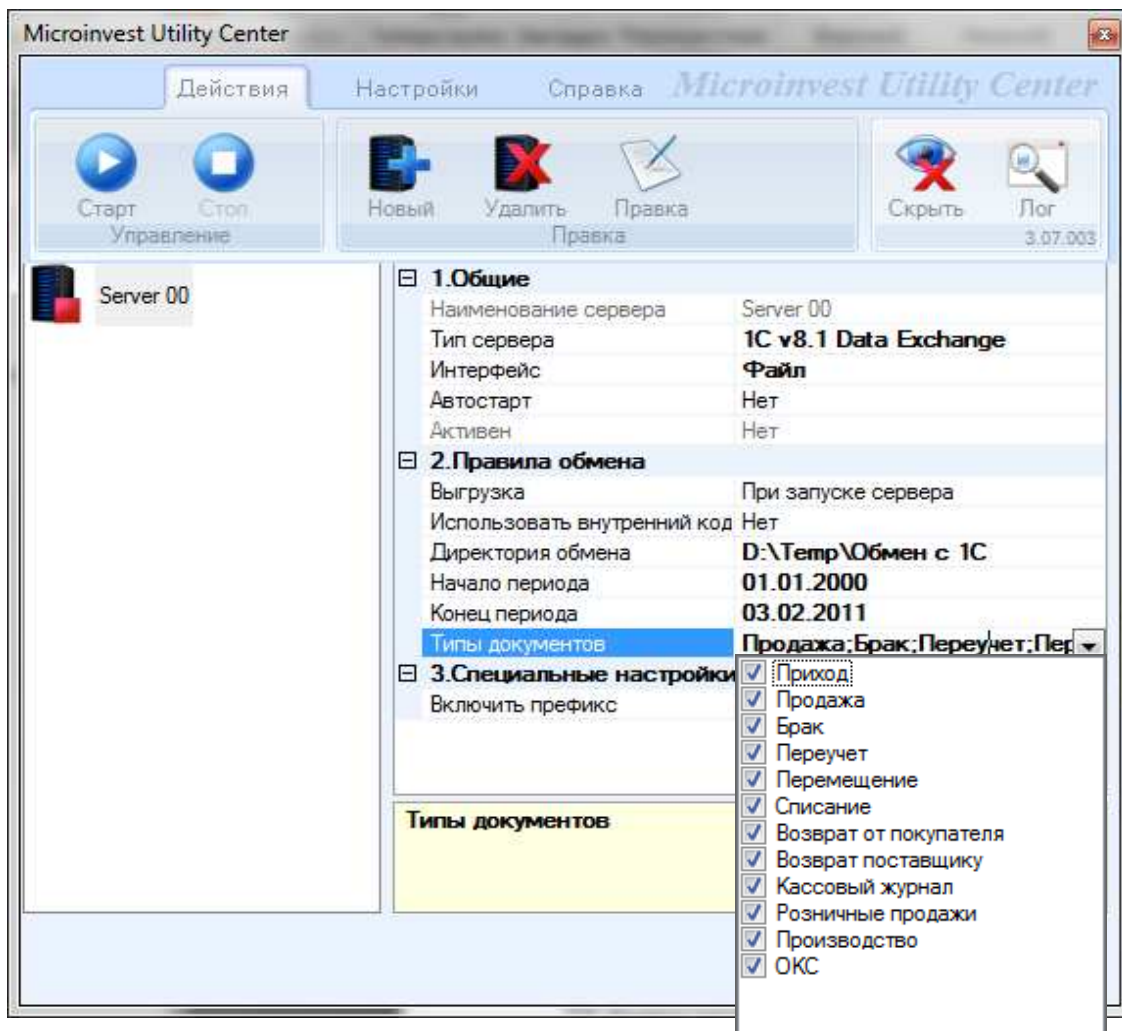 Microinvest Utility Center
Действия Настройки Справка Microinvest Utility Center
Старт Стоп Новый Удалить Правка Скрыть Лог
Управление Правка 3.07.003
Server 00
1.Общие
Наименование сервера Server 00
Тип сервера 1C v8.1 Data Exchange
Интерфейс Файл
Автостарт Нет
Активен Нет
2.Правила обмена
Выгрузка При запуске сервера
Использовать внутренний код Нет
Директория обмена D:\Temp\Обмен с 1С
Начало периода 01.01.2000
Конец периода 03.02.2011
Типы документов Продажа;Брак;Переучет;Пер
3.Специальные настройки
Включить префикс
Приход
Продажа
Брак
Переучет
Перемещение
Списание
Возврат от покупателя
Возврат поставщику
Кассовый журнал
Розничные продажи
Производство
ОКС
Типы документов